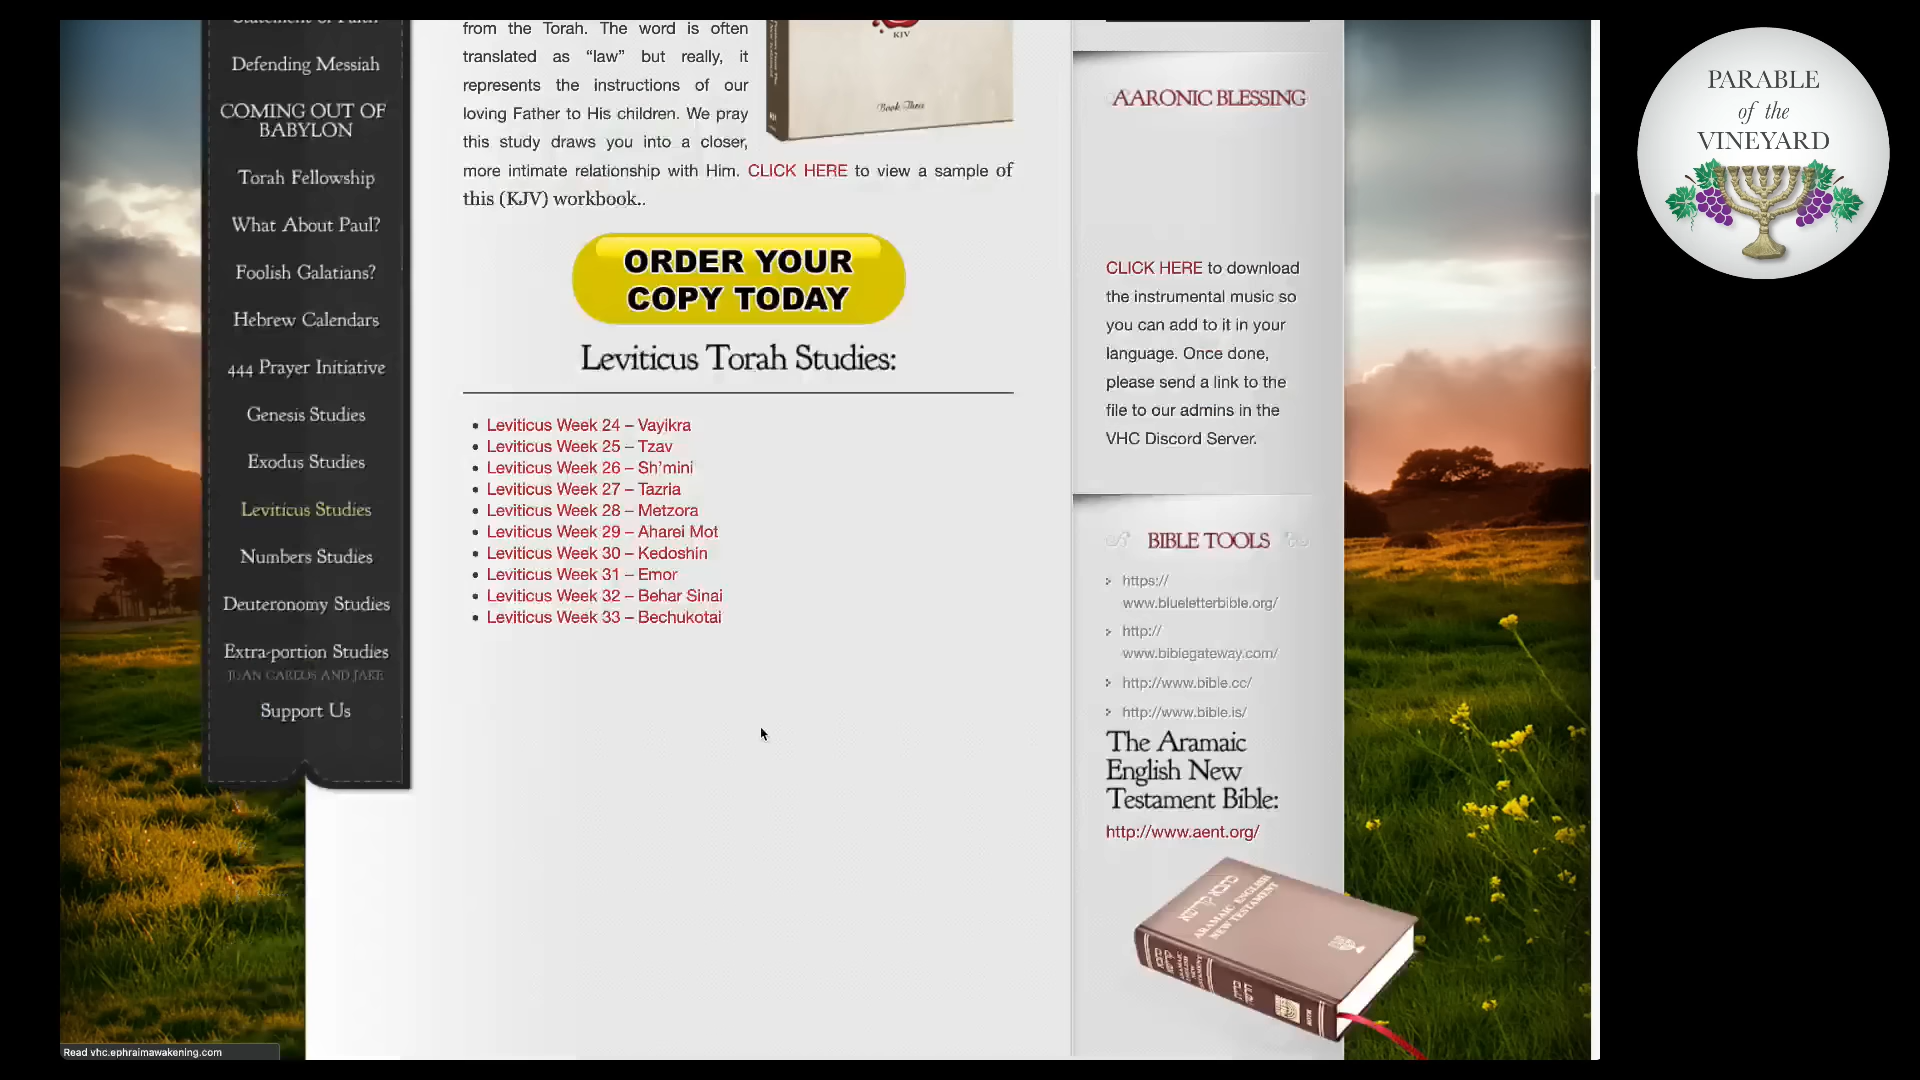 Statement of Faith
Defending Messiah
COMING OUT OF
BABYLON
Torah Fellowship
What About Paul?
Foolish Galatians?
Hebrew Calendars
444 Prayer Initiative
Genesis Studies
Exodus Studies
Leviticus Studies
Numbers Studies
Deuteronomy Studies
Extra-portion Studies
JUAN CARLOS AND JAKE
Support Us
from the Torah. The word is often
translated as “law” but really, it
represents the instructions of our
loving Father to His children. We pray
this study draws you into a closer,
more intimate relationship with Him. CLICK HERE to view a sample of
this (KJV) workbook..
KJV
Book Three
ORDER YOUR
COPY TODAY
Leviticus Torah Studies:
• Leviticus Week 24 – Vayikra
• Leviticus Week 25 – Tzav
• Leviticus Week 26 – Sh’mini
• Leviticus Week 27 – Tazria
• Leviticus Week 28 – Metzora
• Leviticus Week 29 – Aharei Mot
• Leviticus Week 30 – Kedoshin
• Leviticus Week 31 – Emor
• Leviticus Week 32 – Behar Sinai
• Leviticus Week 33 – Bechukotai
AARONIC BLESSING
CLICK HERE to download
the instrumental music so
you can add to it in your
language. Once done,
please send a link to the
file to our admins in the
VHC Discord Server.
BIBLE TOOLS
https://
www.blueletterbible.org/
http://
www.biblegateway.com/
http://www.bible.cc/
http://www.bible.is/
The Aramaic
English New
Testament Bible:
http://www.aent.org/
ARAMAIC ENGLISH
NEW TESTAMENT
PARABLE
of the
VINEYARD
Read vhc.ephraimawakening.com